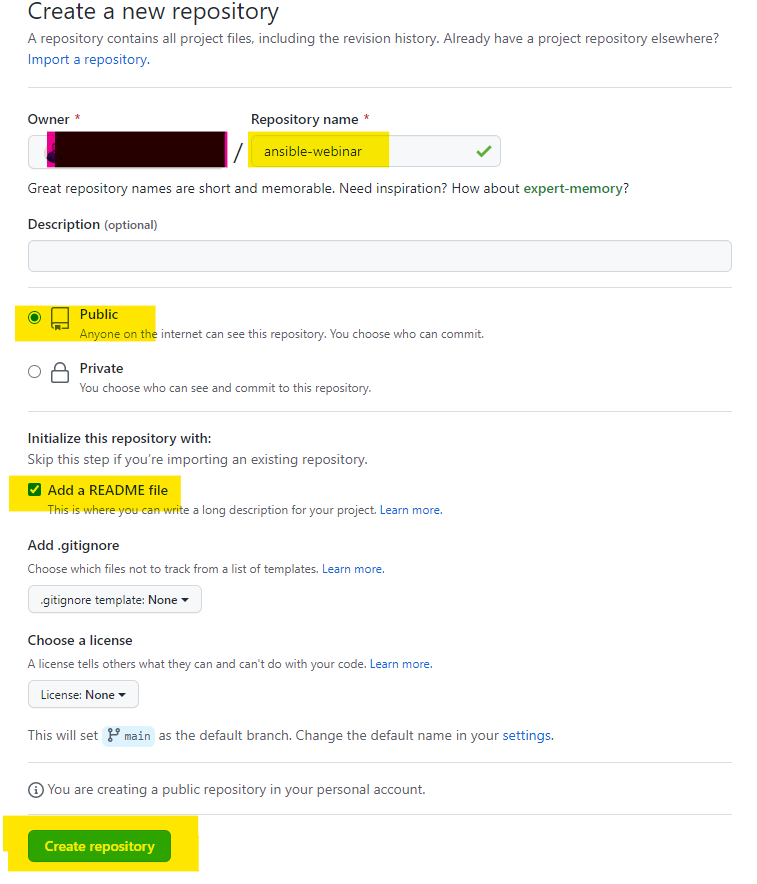 Create a new repository
A repository contains all project files, including the revision history. Already have a project repository elsewhere?
Import a repository.
Owner *
Repository name *
/
ansible-webinar
Great repository names are short and memorable. Need inspiration? How about expert-memory?
Description (optional)
Public
Anyone on the internet can see this repository. You choose who can commit.
Private
You choose who can see and commit to this repository.
Initialize this repository with:
Skip this step if you're importing an existing repository.
Add a README file
This is where you can write a long description for your project. Learn more.
Add .gitignore
Choose which files not to track from a list of templates. Learn more.
.gitignore template: None
Choose a license
A license tells others what they can and can't do with your code. Learn more.
License: None
This will set main as the default branch. Change the default name in your settings.
You are creating a public repository in your personal account.
Create repository